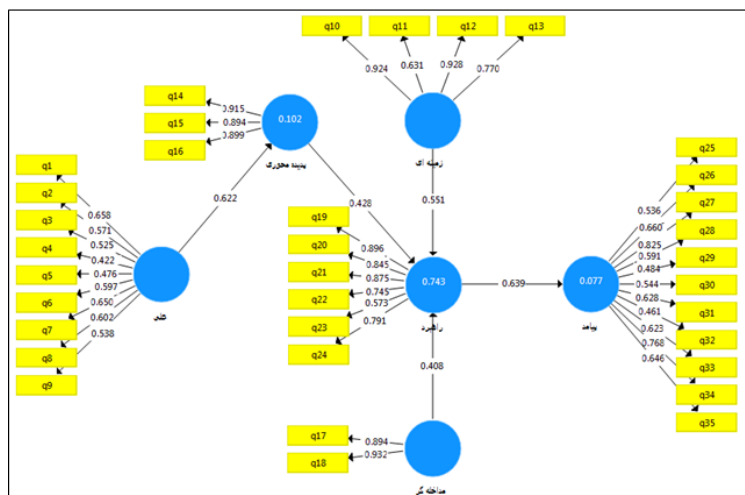 q10
q11
q12
q13
0.924
0.631
0.928
0.770
زمینه ای
0.551
q14
q15
q16
0.915
0.894
0.899
0.102
پدیده محوری
0.622
0.428
q1
q2
q3
q4
q5
q6
q7
q8
q9
0.658
0.571
0.525
0.422
0.476
0.597
0.650
0.602
0.538
علی
q19
q20
q21
q22
q23
q24
0.896
0.845
0.875
0.745
0.573
0.791
0.743
راهبرد
0.639
0.408
q17
q18
0.894
0.932
مداخله گر
0.077
پیامد
0.536
0.660
0.825
0.591
0.484
0.544
0.628
0.461
0.623
0.768
0.646
q25
q26
q27
q28
q29
q30
q31
q32
q33
q34
q35